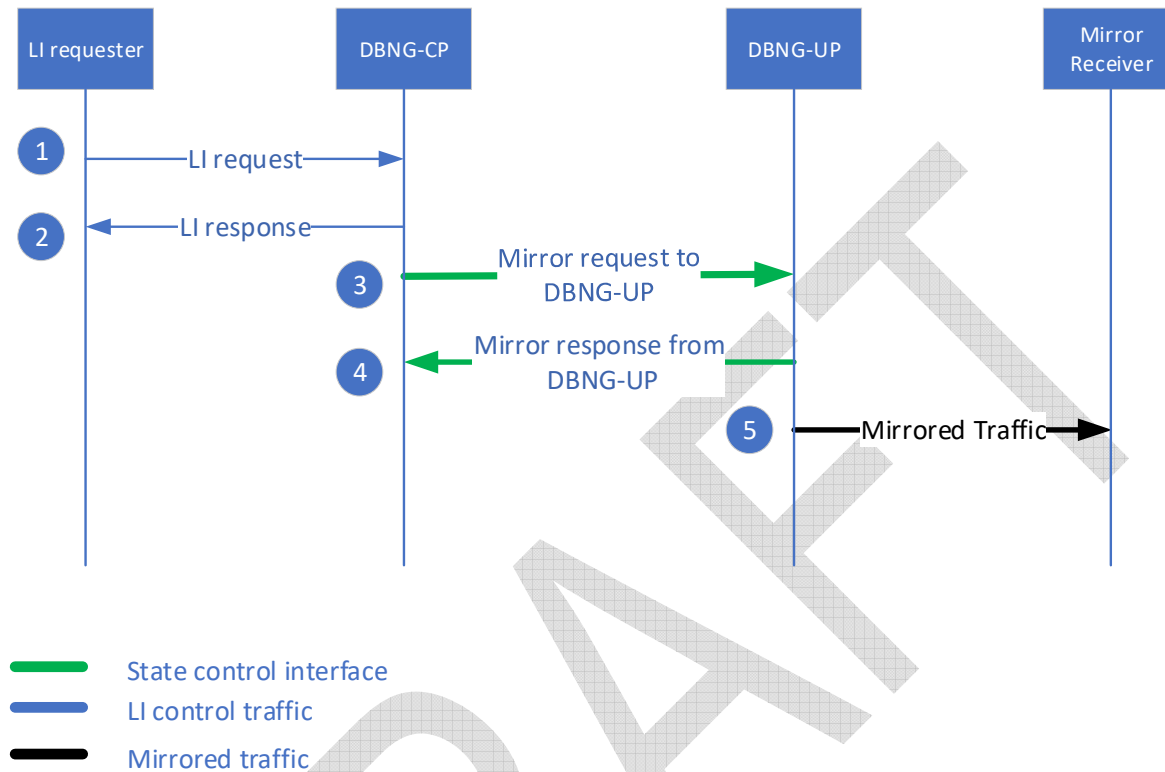 LI requester
DBNG-CP
DBNG-UP
Mirror
Receiver
1
LI request
2
LI response
3
Mirror request to
DBNG-UP
4
Mirror response from
DBNG-UP
5
Mirrored Traffic
State control interface
LI control traffic
Mirrored traffic
DRAFT